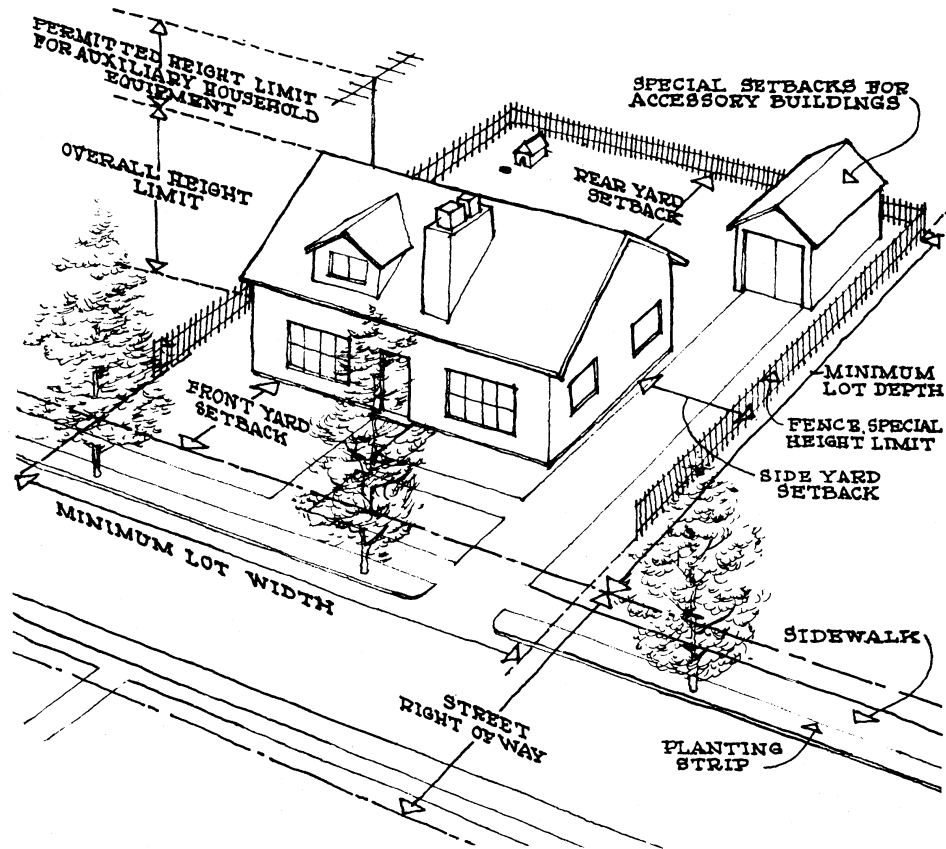 PERMITTED HEIGHT LIMIT
FOR AUXILIARY HOUSEHOLD
EQUIPMENT
SPECIAL SETBACKS FOR
ACCESSORY BUILDINGS
OVERALL HEIGHT
LIMIT
REAR YARD
SETBACK
FRONT YARD
SETBACK
MINIMUM
LOT DEPTH
FENCE, SPECIAL
HEIGHT LIMIT
SIDE YARD
SETBACK
MINIMUM LOT WIDTH
SIDEWALK
STREET
RIGHT OF WAY
PLANTING
STRIP